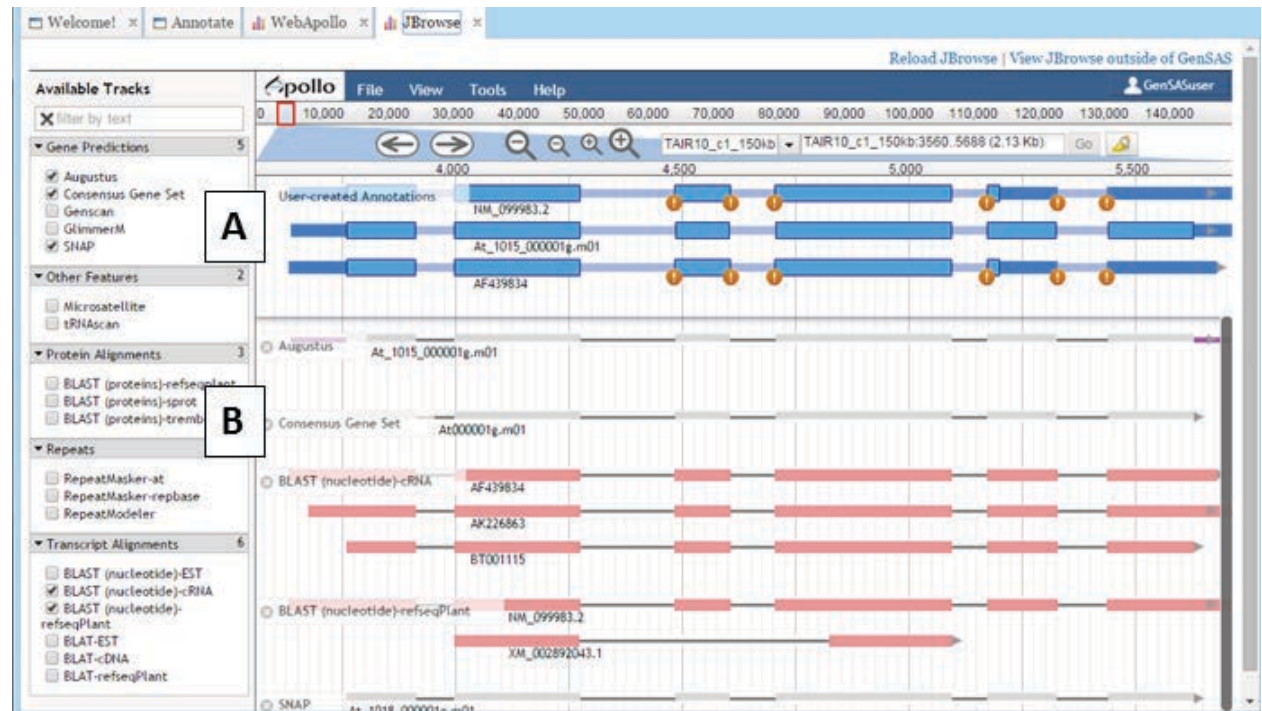 Welcome! × Annotate WebApollo × JBrowse ×
Reload JBrowse | View JBrowse outside of GenSAS
Available Tracks
filter by text
Gene Predictions 5
Augustus
Consensus Gene Set
Genscan
GlimmerM
SNAP
Other Features 2
Microsatellite
tRNAscan
Protein Alignments 3
BLAST (proteins)-refseqplant
BLAST (proteins)-sprot
BLAST (proteins)-tremb
Repeats
RepeatMasker-at
RepeatMasker-repbase
RepeatModeler
Transcript Alignments 6
BLAST (nucleotide)-EST
BLAST (nucleotide)-cRNA
BLAST (nucleotide)-
refseqPlant
BLAT-EST
BLAT-cDNA
BLAT-refseqPlant
A
B
Apollo File View Tools Help GenSASuser
0 10,000 20,000 30,000 40,000 50,000 60,000 70,000 80,000 90,000 100,000 110,000 120,000 130,000 140,000
TAIR10_c1_150kb TAIR10_c1_150kb:3560..5688 (2.13 Kb) Go
4,000 4,500 5,000 5,500
User-created Annotations
NM_099983.2
At_1015_000001g.m01
AF439834
Augustus
At_1015_000001g.m01
Consensus Gene Set
At000001g.m01
BLAST (nucleotide)-cRNA
AF439834
AK226863
BT001115
BLAST (nucleotide)-refseqPlant
NM_099983.2
XM_002892043.1
SNAP
At_1018_000001g.m01